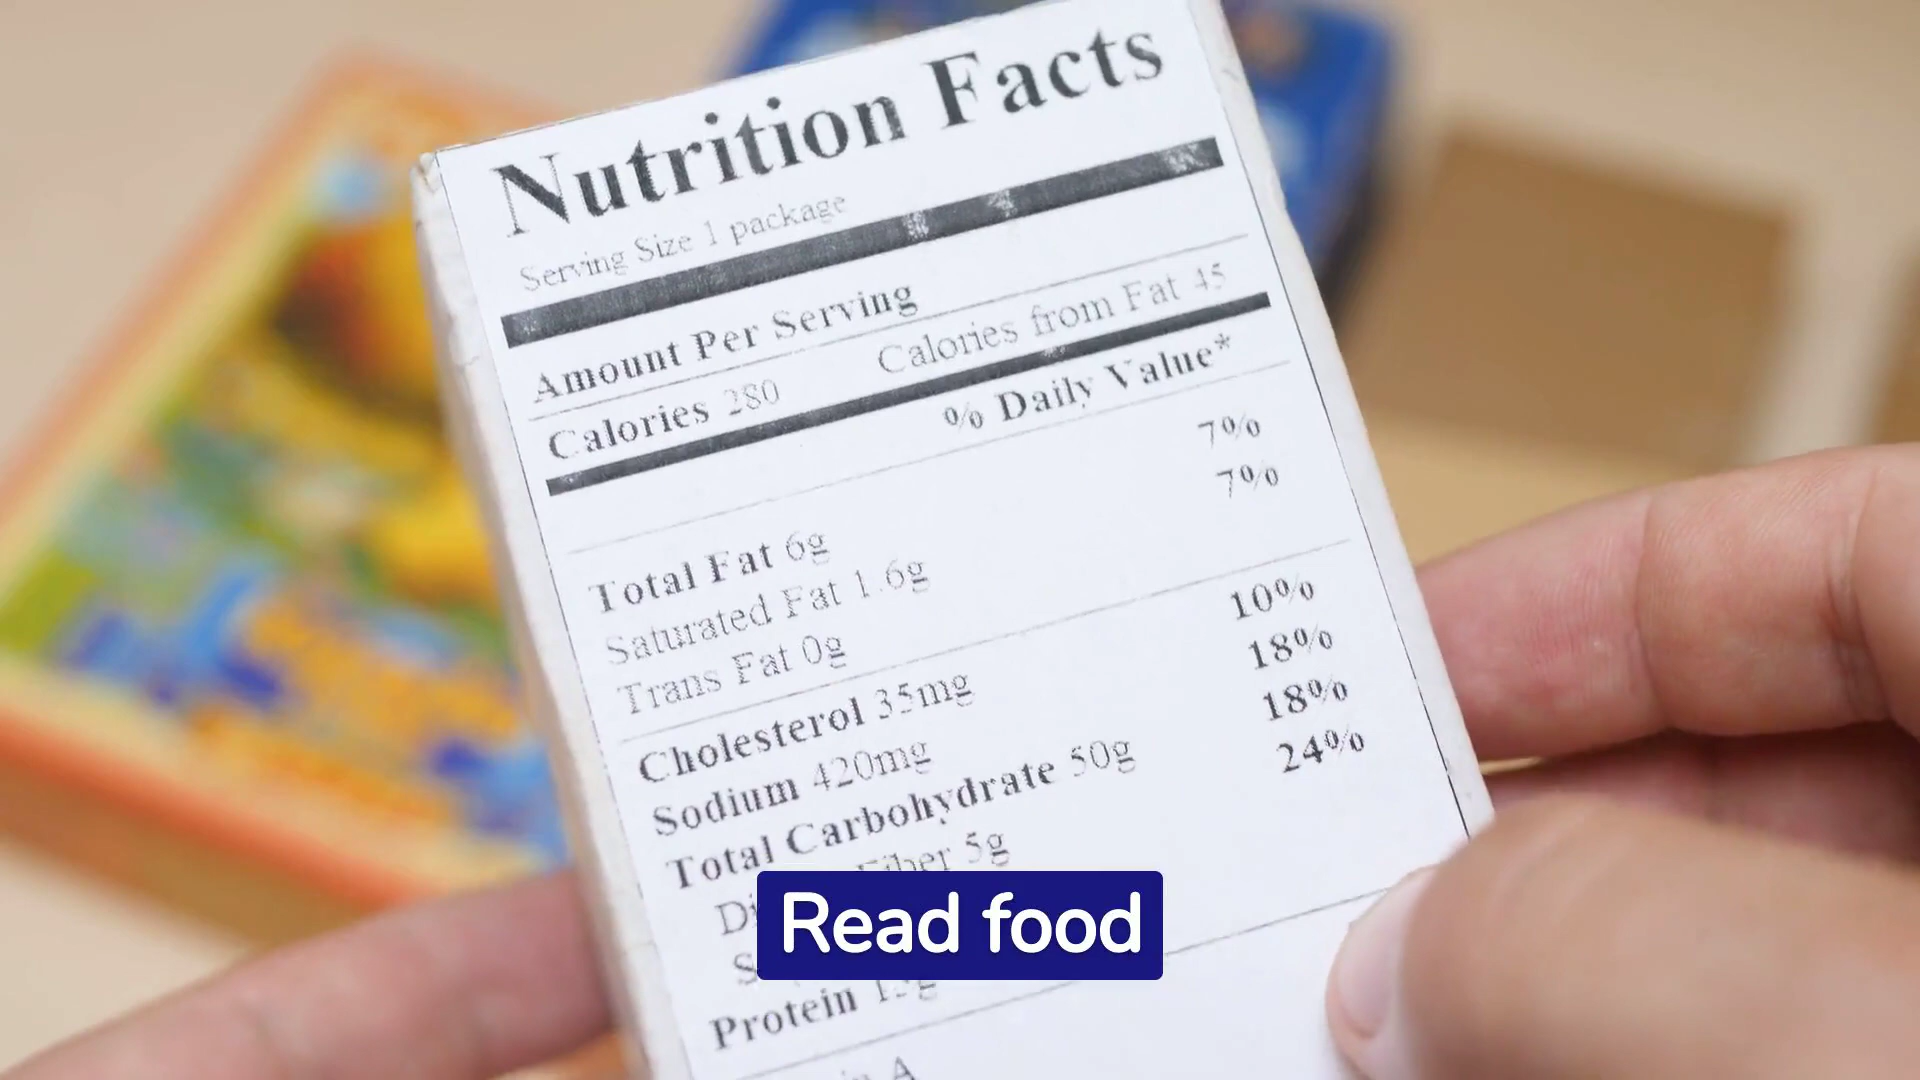 Nutrition Facts
Serving Size 1 package
Amount Per Serving
Calories 280 Calories from Fat 45
% Daily Value*
7%
7%
Total Fat 6g
Saturated Fat 1.6g
Trans Fat 0g
10%
Cholesterol 35mg
18%
Sodium 420mg
18%
Total Carbohydrate 50g
24%
Fiber 5g
Read food
Protein
A